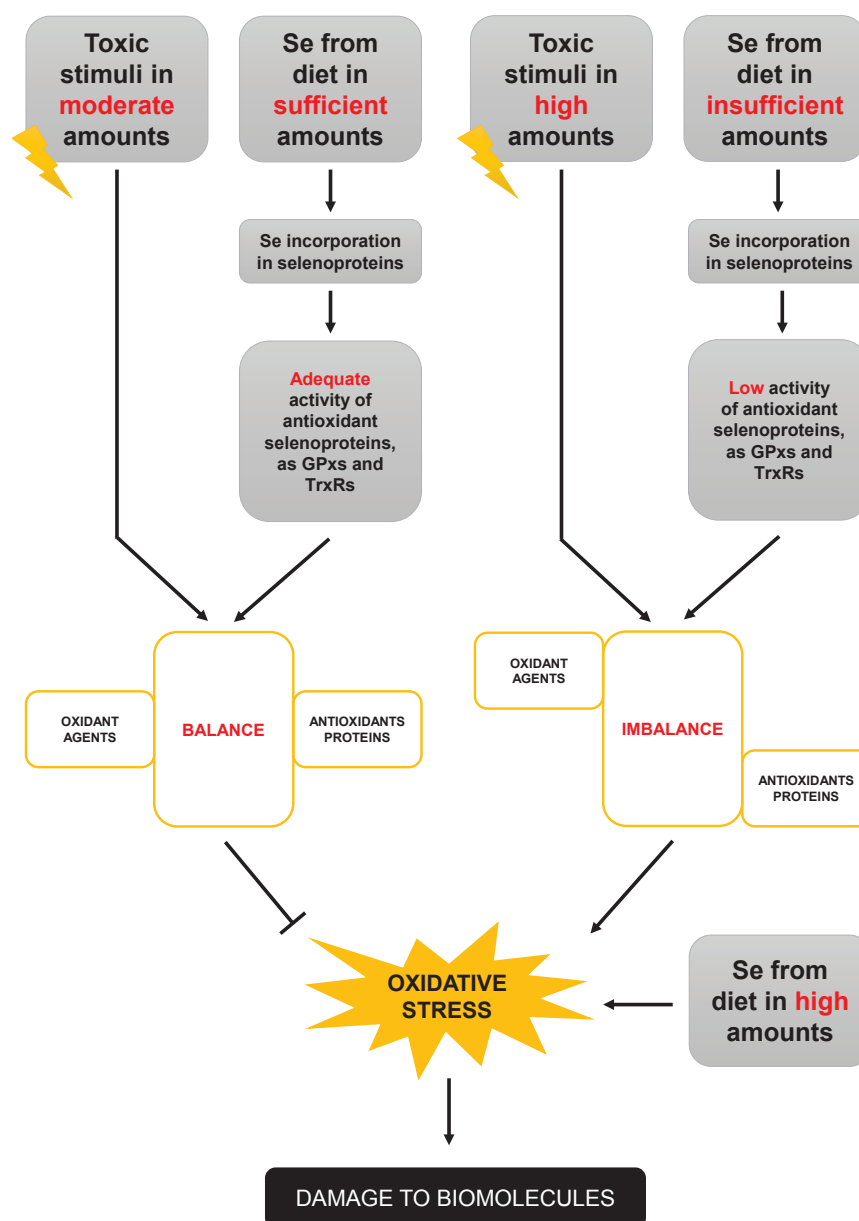 Toxic
stimuli in
moderate
amounts
Se from
diet in
sufficient
amounts
Toxic
stimuli in
high
amounts
Se from
diet in
insufficient
amounts
Se incorporation
in selenoproteins
Se incorporation
in selenoproteins
Adequate
activity of
antioxidant
selenoproteins,
as GPxs and
TrxRs
Low activity
of antioxidant
selenoproteins,
as GPxs and
TrxRs
OXIDANT
AGENTS
BALANCE
ANTIOXIDANTS
PROTEINS
OXIDANT
AGENTS
IMBALANCE
ANTIOXIDANTS
PROTEINS
OXIDATIVE
STRESS
Se from
diet in high
amounts
DAMAGE TO BIOMOLECULES